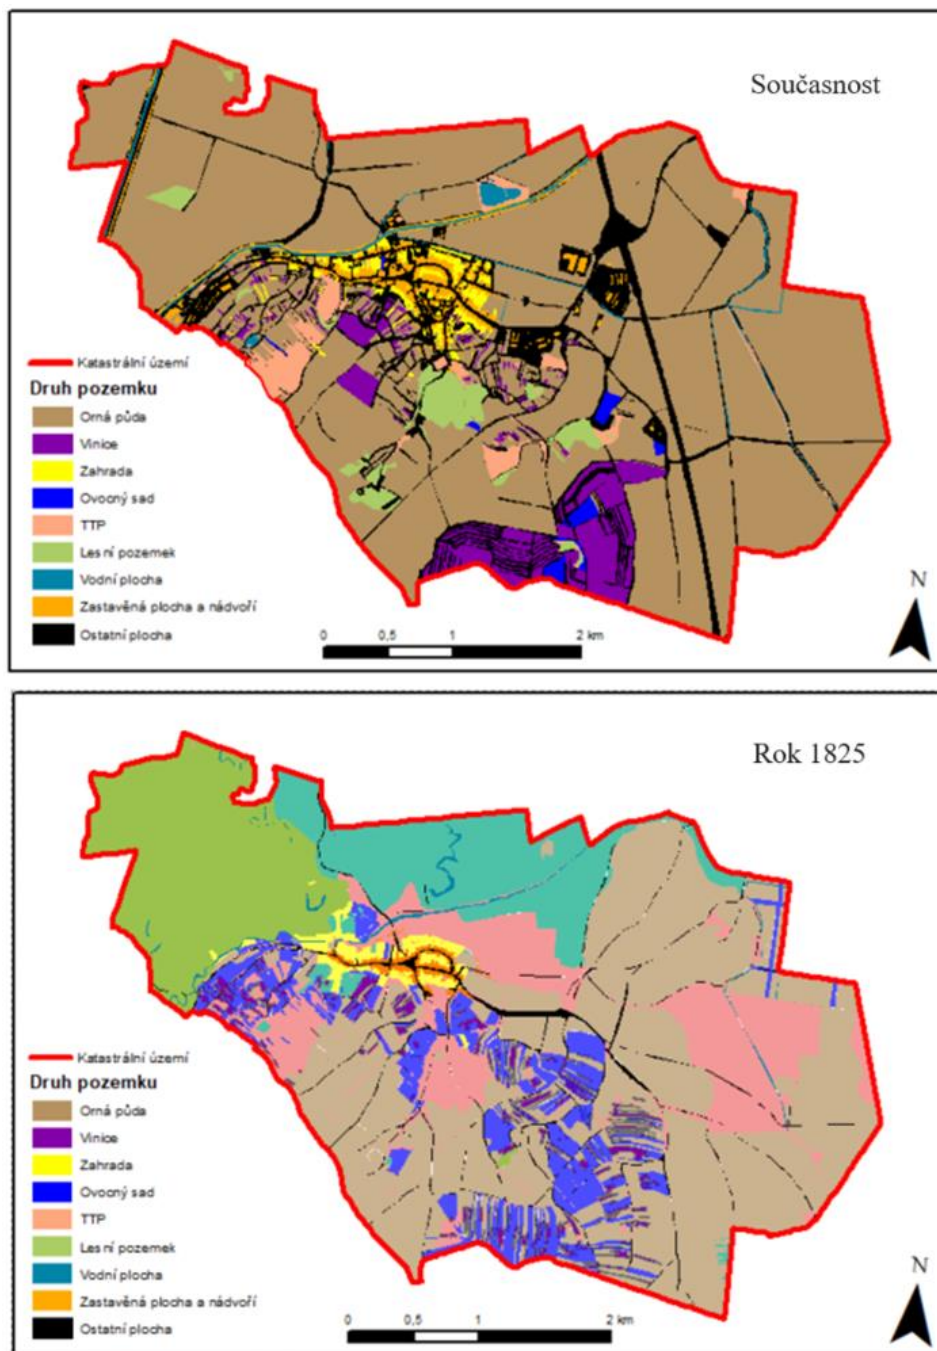 Současnost
Katastrální území
Druh pozemku
Orná půda
Vinice
Zahrada
Ovocný sad
TTP
Lesní pozemek
Vodní plocha
Zastavěná plocha a nádvoří
Ostatní plocha
0 0,5 1 2 km
N
Rok 1825
Katastrální území
Druh pozemku
Orná půda
Vinice
Zahrada
Ovocný sad
TTP
Lesní pozemek
Vodní plocha
Zastavěná plocha a nádvoří
Ostatní plocha
0 0,5 1 2 km
N